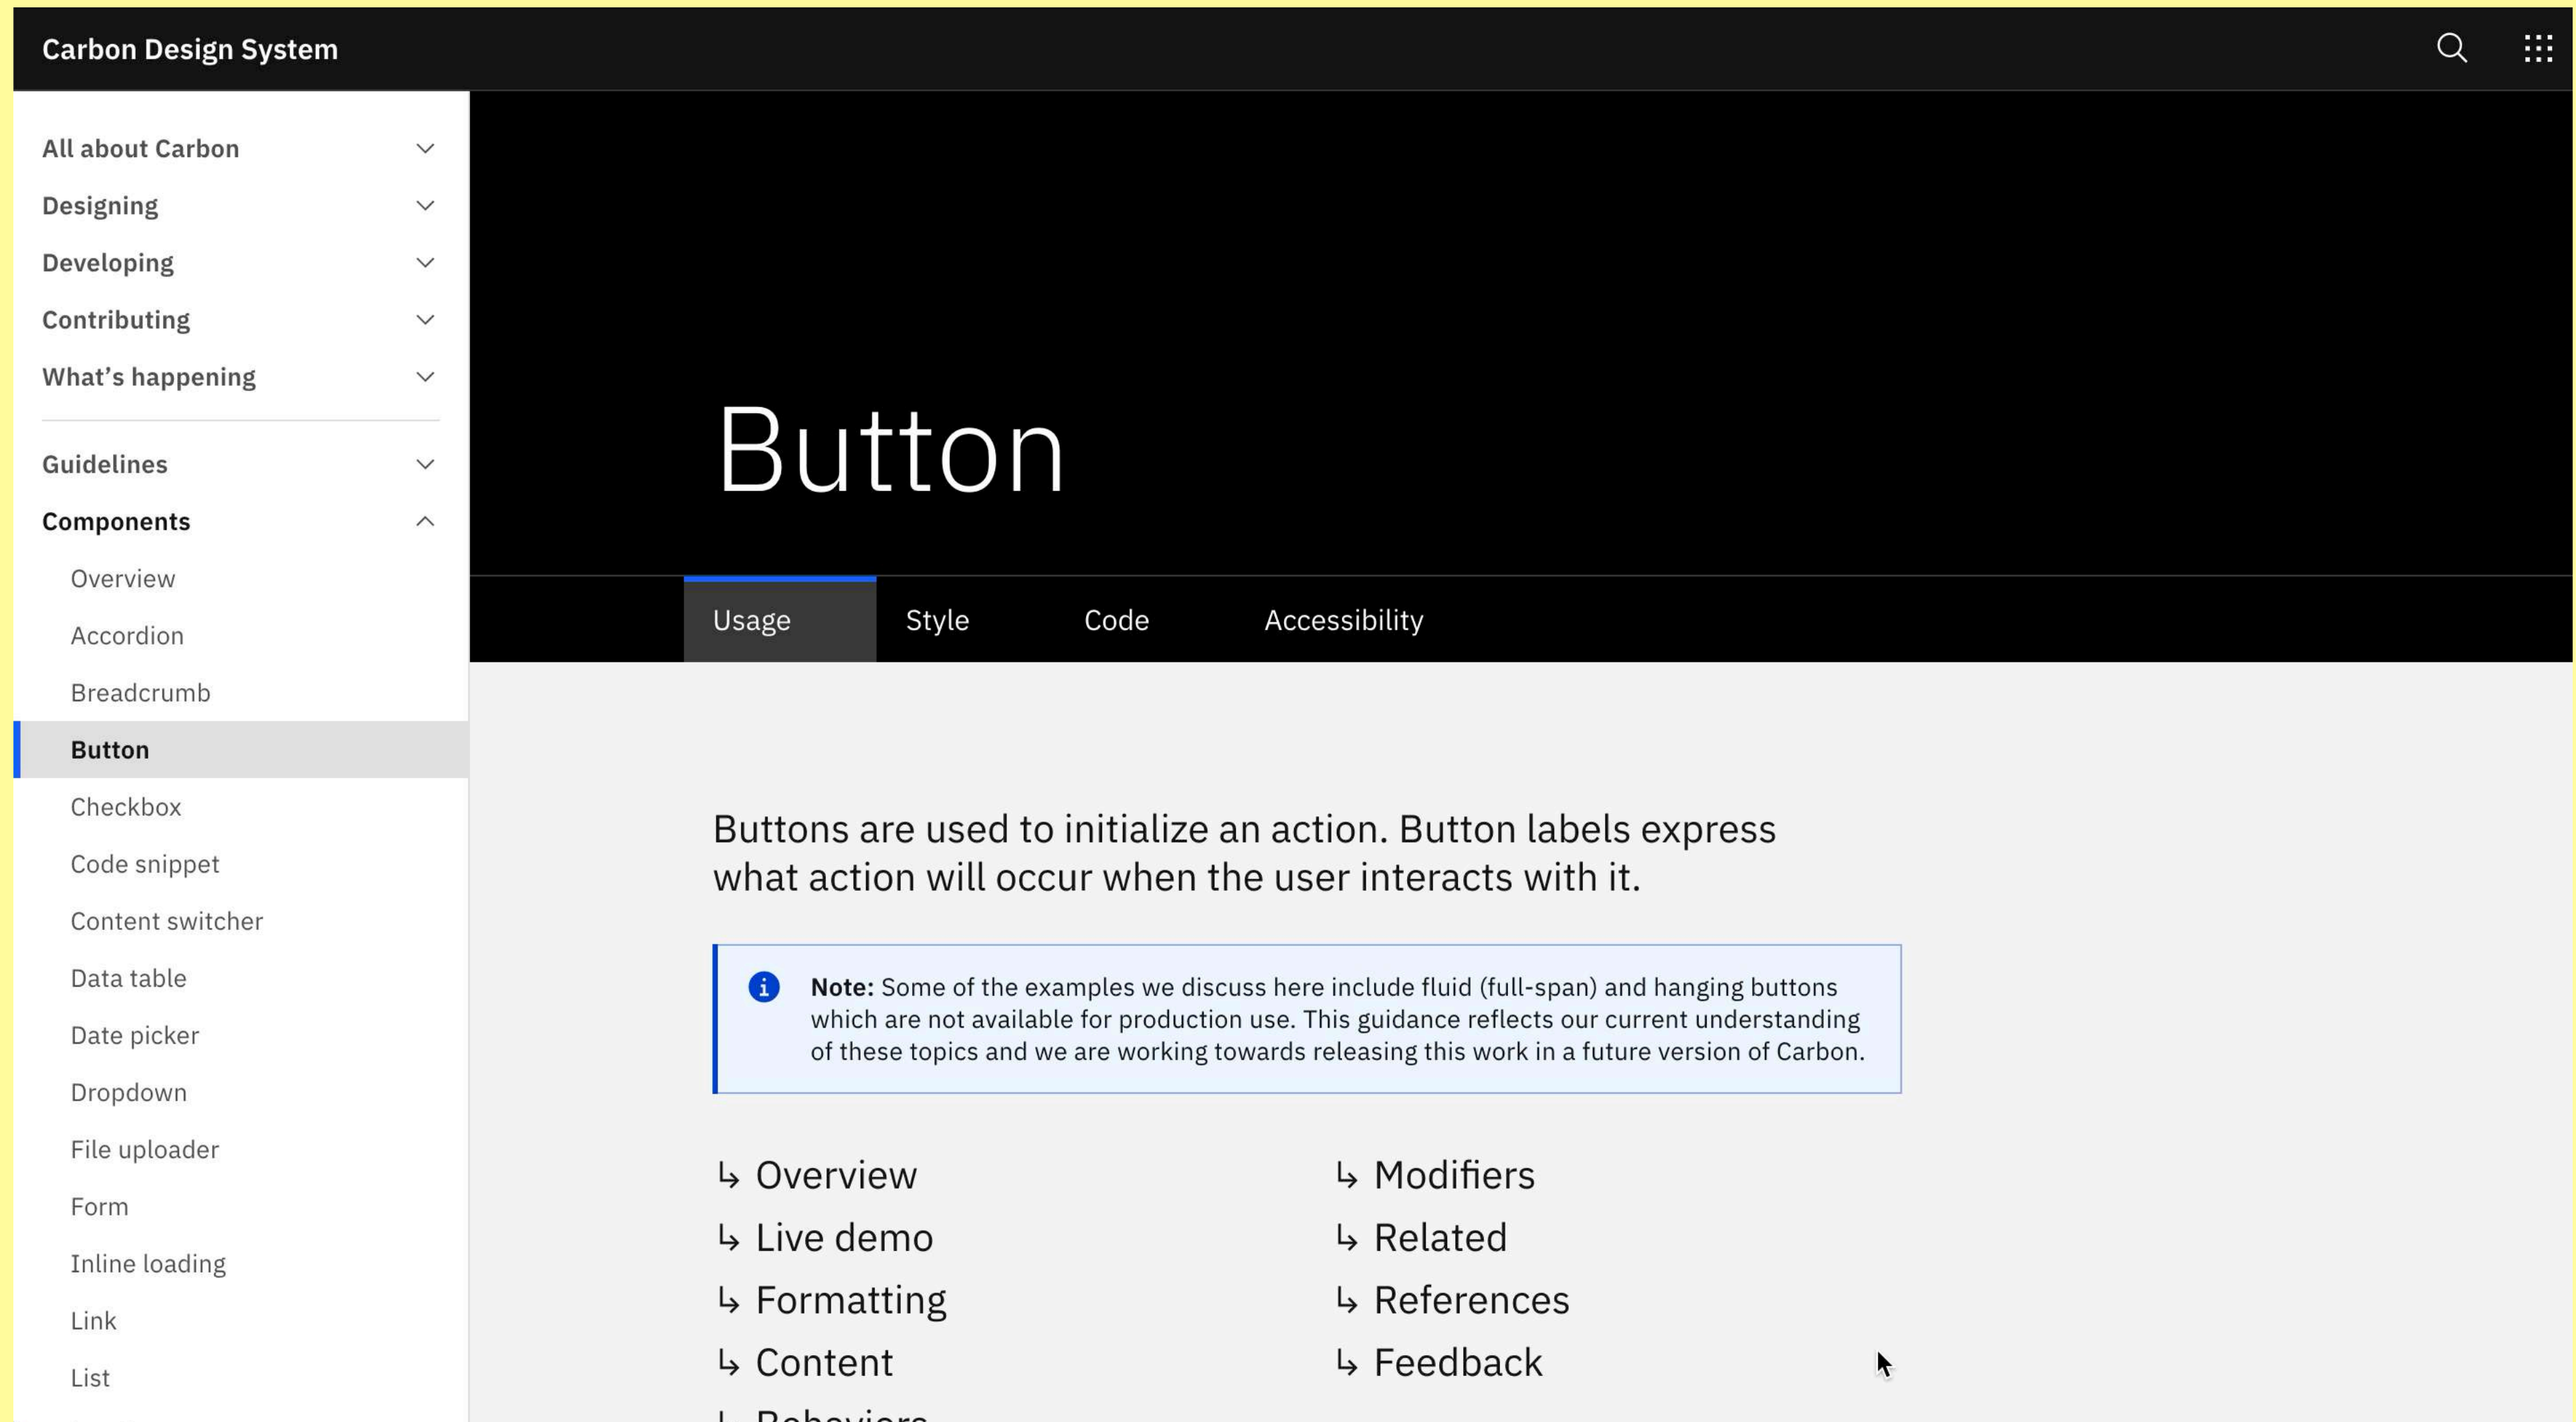 Carbon Design System
All about Carbon
Designing
Developing
Contributing
What’s happening
Guidelines
Components
Overview
Accordion
Breadcrumb
Button
Checkbox
Code snippet
Content switcher
Data table
Date picker
Dropdown
File uploader
Form
Inline loading
Link
List
Button
Usage
Style
Code
Accessibility
Buttons are used to initialize an action. Button labels express
what action will occur when the user interacts with it.
Note: Some of the examples we discuss here include fluid (full-span) and hanging buttons
which are not available for production use. This guidance reflects our current understanding
of these topics and we are working towards releasing this work in a future version of Carbon.
↳ Overview
↳ Live demo
↳ Formatting
↳ Content
↳ Behaviors
↳ Modifiers
↳ Related
↳ References
↳ Feedback